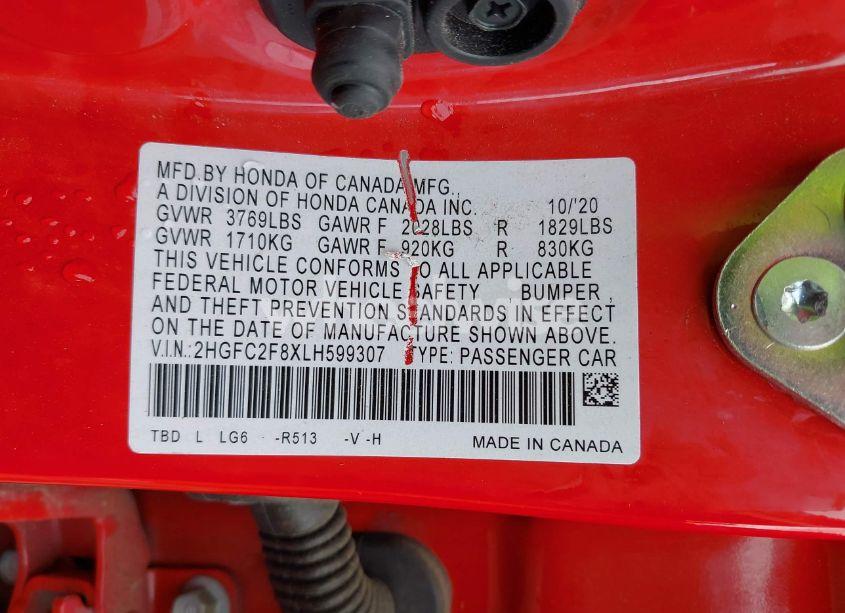 MFD.BY HONDA OF CANADA MFG.,
A DIVISION OF HONDA CANADA INC. 10/'20
GVWR 3769LBS GAWR F 2028LBS R 1829LBS
GVWR 1710KG GAWR F 920KG R 830KG
THIS VEHICLE CONFORMS TO ALL APPLICABLE
FEDERAL MOTOR VEHICLE SAFETY , BUMPER ,
AND THEFT PREVENTION STANDARDS IN EFFECT
ON THE DATE OF MANUFACTURE SHOWN ABOVE.
V.I.N.:2HGFC2F8XLH599307 TYPE: PASSENGER CAR
TBD L LG6 -R513 -V -H MADE IN CANADA